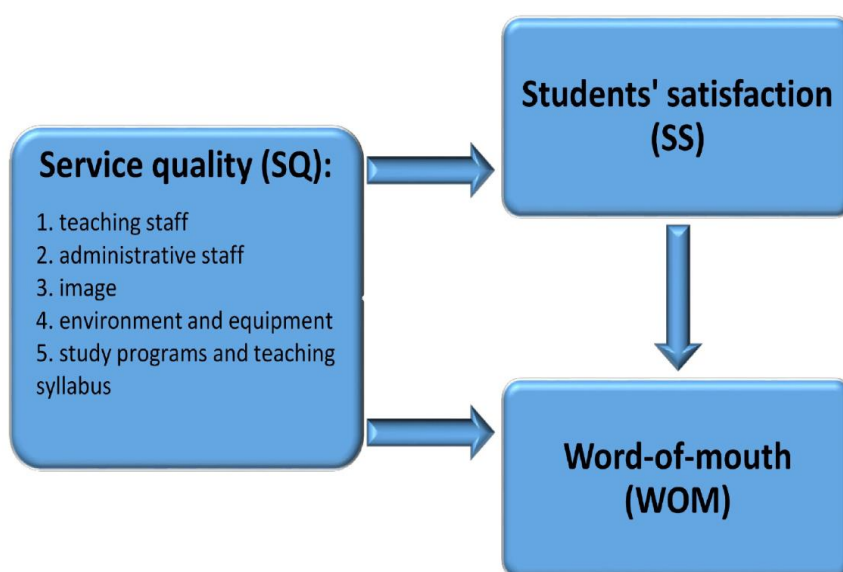 Service quality (SQ):
1. teaching staff
2. administrative staff
3. image
4. environment and equipment
5. study programs and teaching
syllabus
Students' satisfaction
(SS)
Word-of-mouth
(WOM)